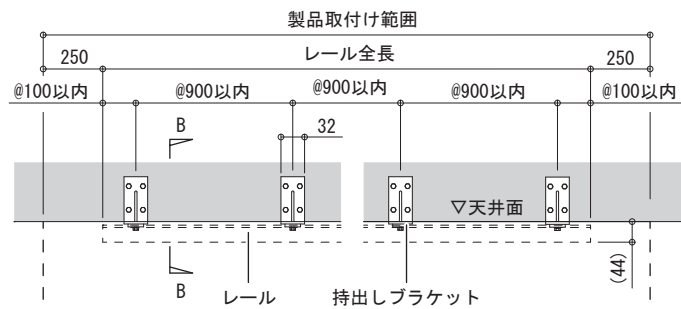 製品取付け範囲
250
レール全長
250
@100以内
@900以内
@900以内
@900以内
@100以内
B
32
▽天井面
B
レール
持出しブラケット
(44)